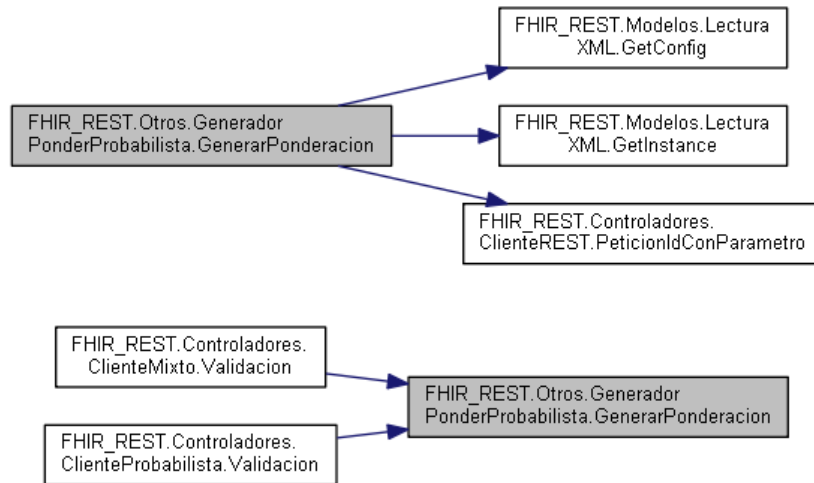 FHIR_REST.Modelos.Lectura
XML.GetConfig
FHIR_REST.Otros.Generador
PonderProbabilista.GenerarPonderacion
FHIR_REST.Modelos.Lectura
XML.GetInstance
FHIR_REST.Controladores.
ClienteREST.PeticionIdConParametro
FHIR_REST.Controladores.
ClienteMixto.Validacion
FHIR_REST.Otros.Generador
PonderProbabilista.GenerarPonderacion
FHIR_REST.Controladores.
ClienteProbabilista.Validacion